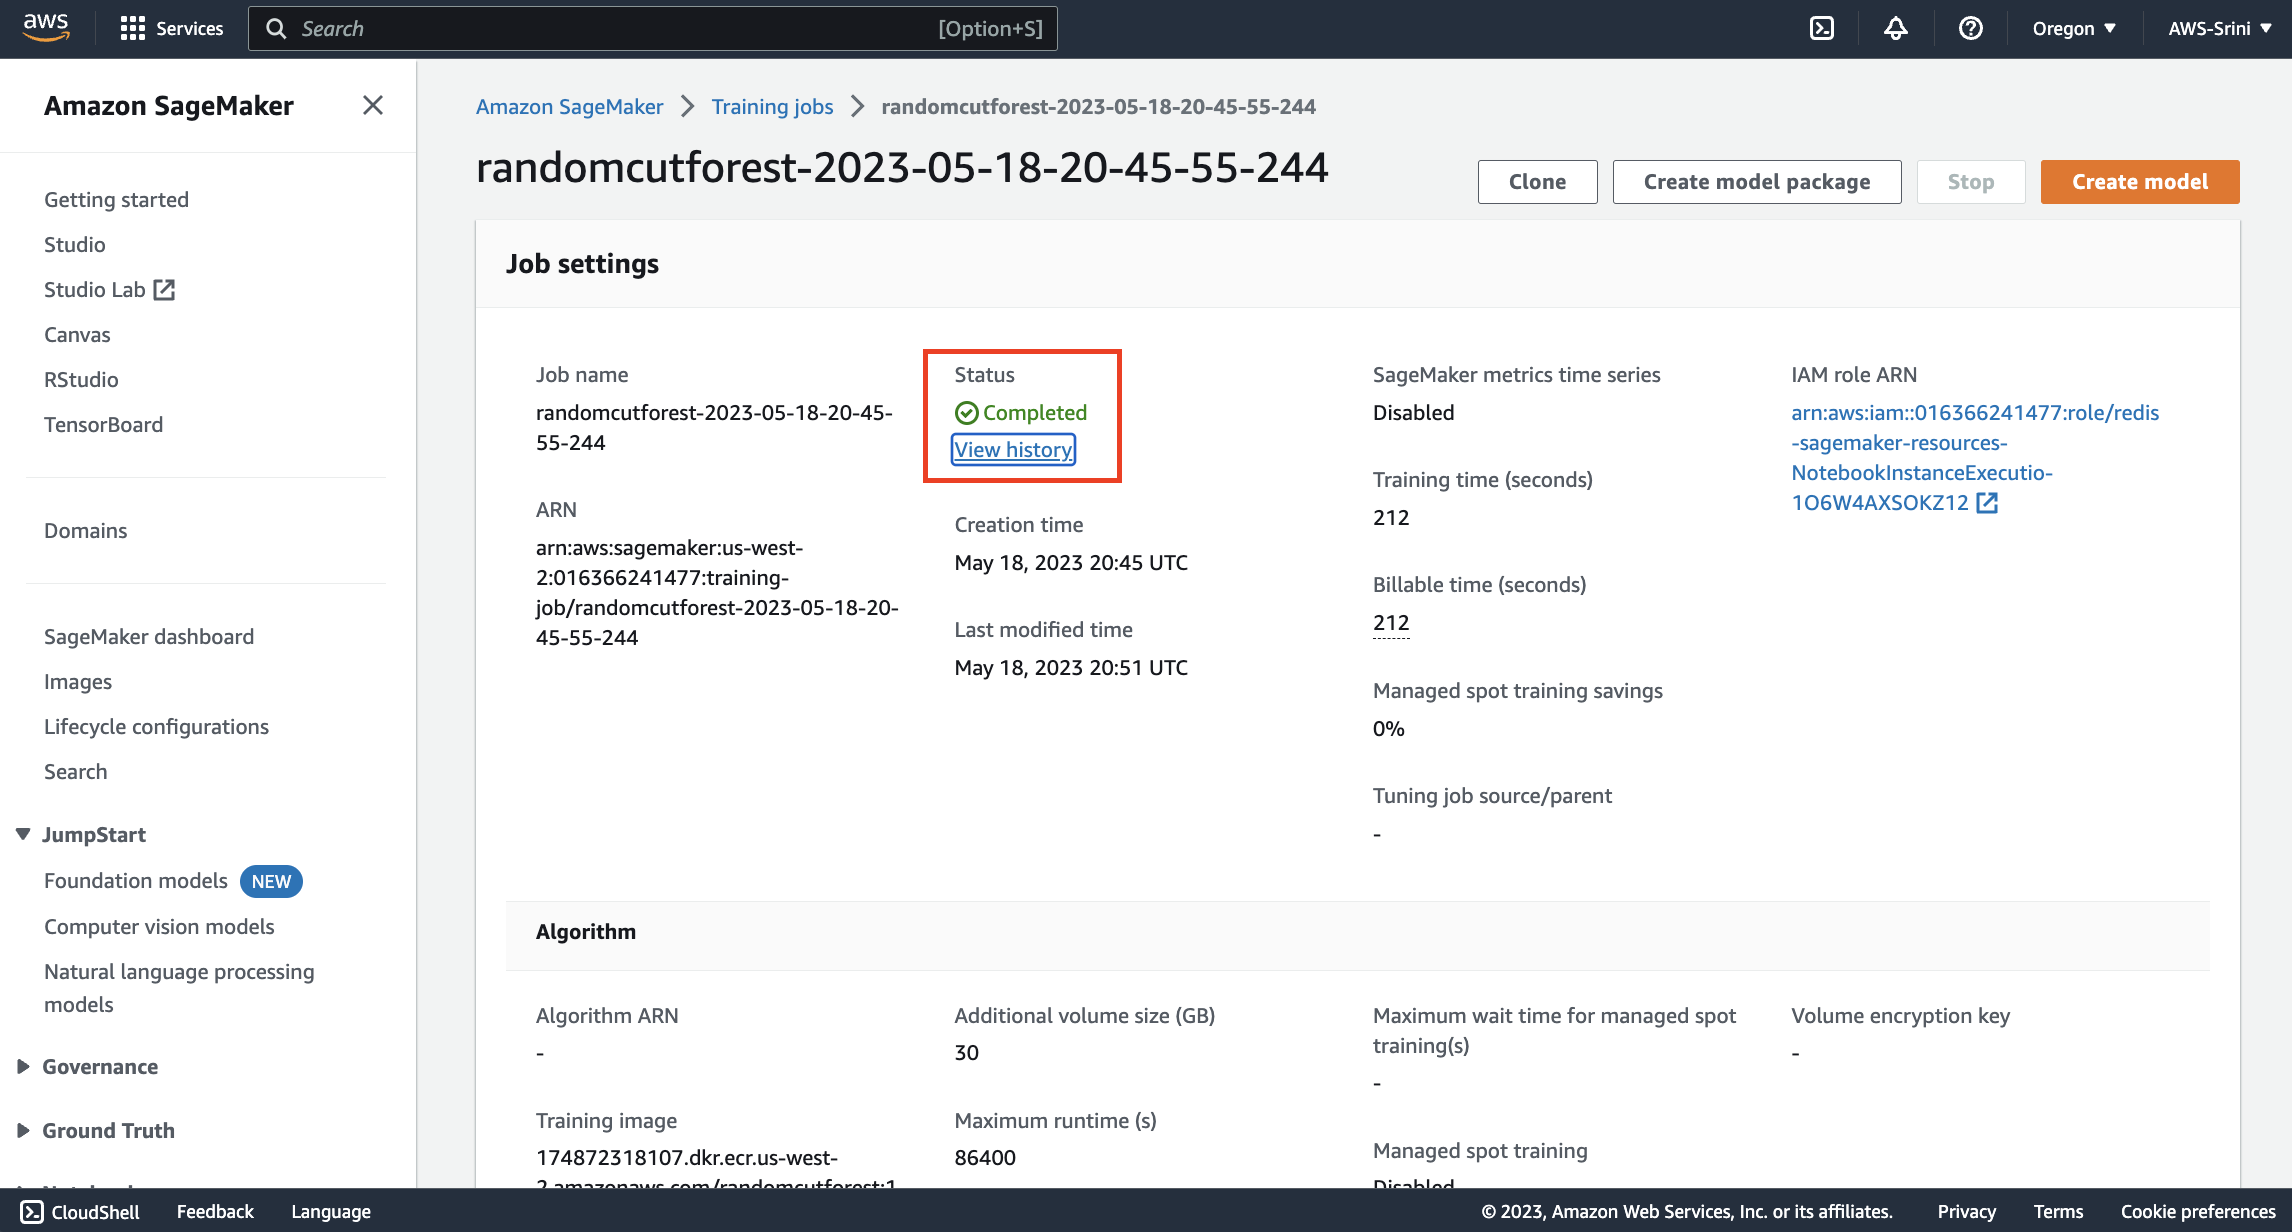 aws
Services
Search
[Option+S]
Oregon
AWS-Srini
Amazon SageMaker
Getting started
Studio
Studio Lab
Canvas
RStudio
TensorBoard
Domains
SageMaker dashboard
Images
Lifecycle configurations
Search
JumpStart
Foundation models NEW
Computer vision models
Natural language processing
models
Governance
Ground Truth
Amazon SageMaker
Training jobs
randomcutforest-2023-05-18-20-45-55-244
randomcutforest-2023-05-18-20-45-55-244
Clone
Create model package
Stop
Create model
Job settings
Job name
randomcutforest-2023-05-18-20-45-
55-244
ARN
arn:aws:sagemaker:us-west-
2:016366241477:training-
job/randomcutforest-2023-05-18-20-
45-55-244
Status
Completed
View history
Creation time
May 18, 2023 20:45 UTC
Last modified time
May 18, 2023 20:51 UTC
SageMaker metrics time series
Disabled
Training time (seconds)
212
Billable time (seconds)
212
Managed spot training savings
0%
Tuning job source/parent
-
IAM role ARN
arn:aws:iam::016366241477:role/redis
-sagemaker-resources-
NotebookInstanceExecutio-
1O6W4AXSOKZ12
Algorithm
Algorithm ARN
-
Training image
174872318107.dkr.ecr.us-west-
2.amazonaws.com/randomcutforest:1
Additional volume size (GB)
30
Maximum runtime (s)
86400
Maximum wait time for managed spot
training(s)
-
Managed spot training
Disabled
Volume encryption key
-
CloudShell
Feedback
Language
© 2023, Amazon Web Services, Inc. or its affiliates.
Privacy
Terms
Cookie preferences